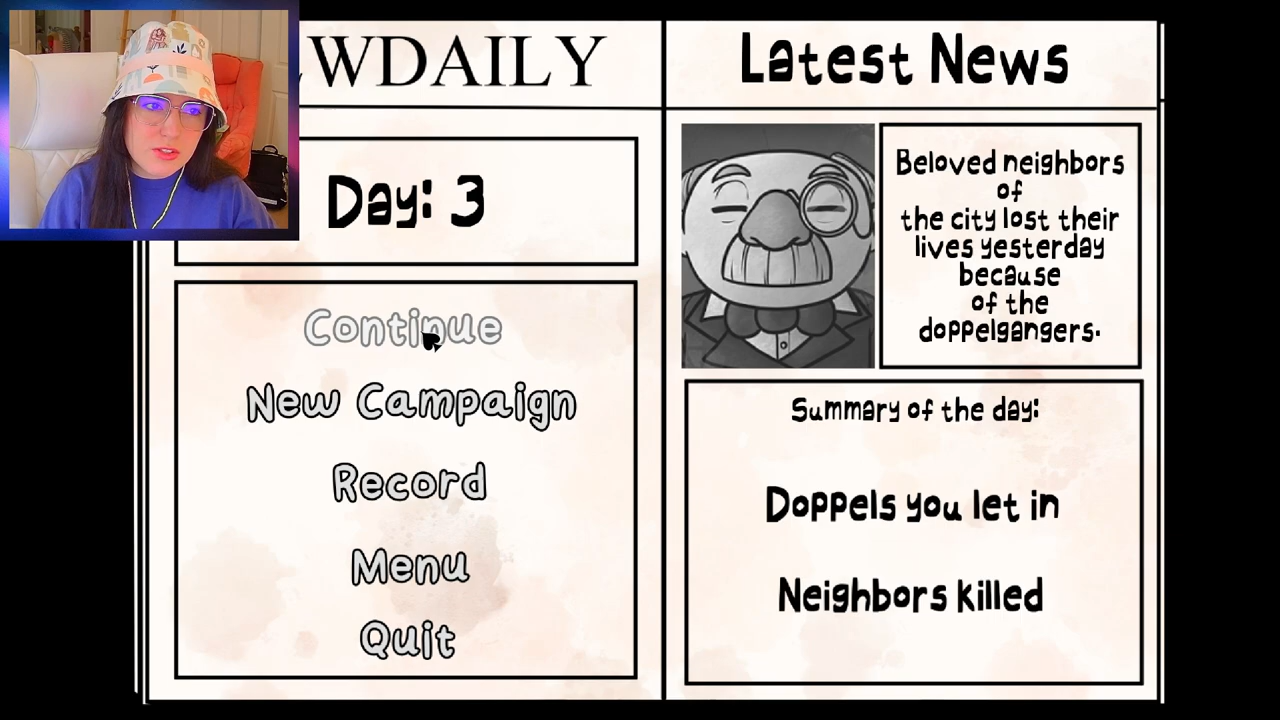 WDAILY
Latest News
Day: 3
Continue
New Campaign
Record
Menu
Quit
Beloved neighbors
of
the city lost their
lives yesterday
because
of the
doppelgangers.
Summary of the day:
Doppels you let in
Neighbors killed